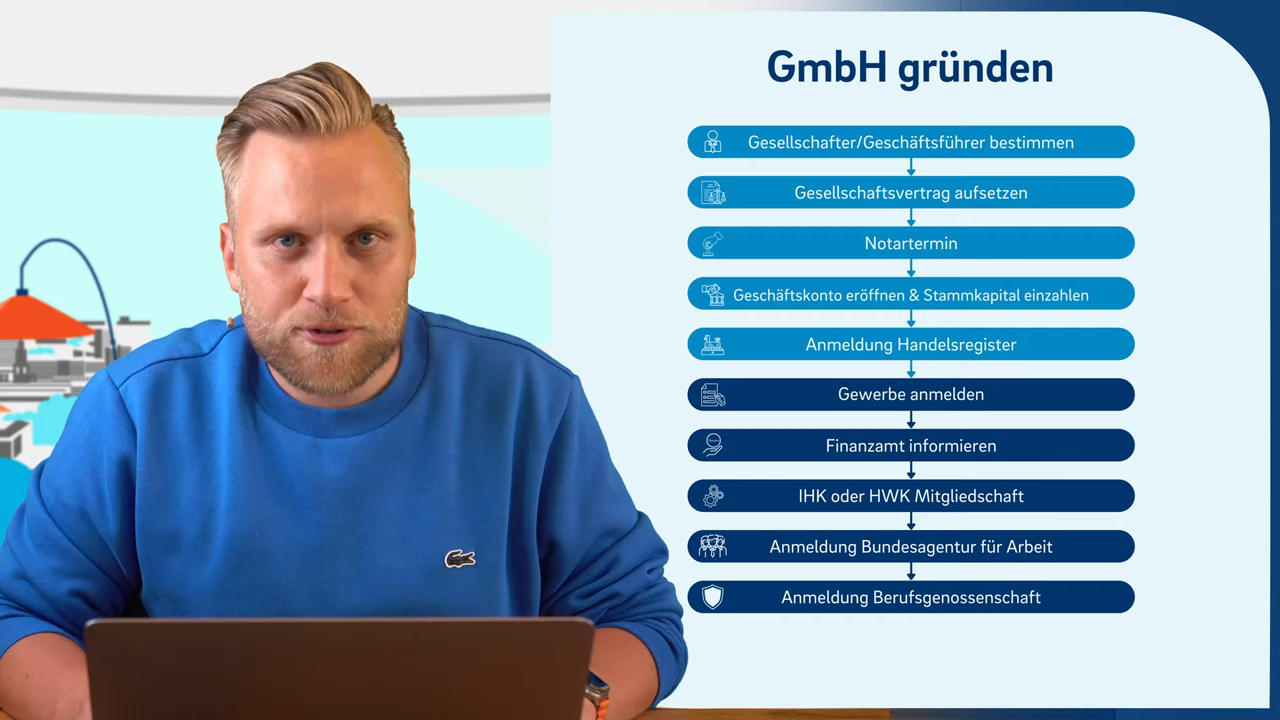 GmbH gründen
Gesellschafter/Geschäftsführer bestimmen
Gesellschaftsvertrag aufsetzen
Notartermin
Geschäftskonto eröffnen & Stammkapital einzahlen
Anmeldung Handelsregister
Gewerbe anmelden
Finanzamt informieren
IHK oder HWK Mitgliedschaft
Anmeldung Bundesagentur für Arbeit
Anmeldung Berufsgenossenschaft